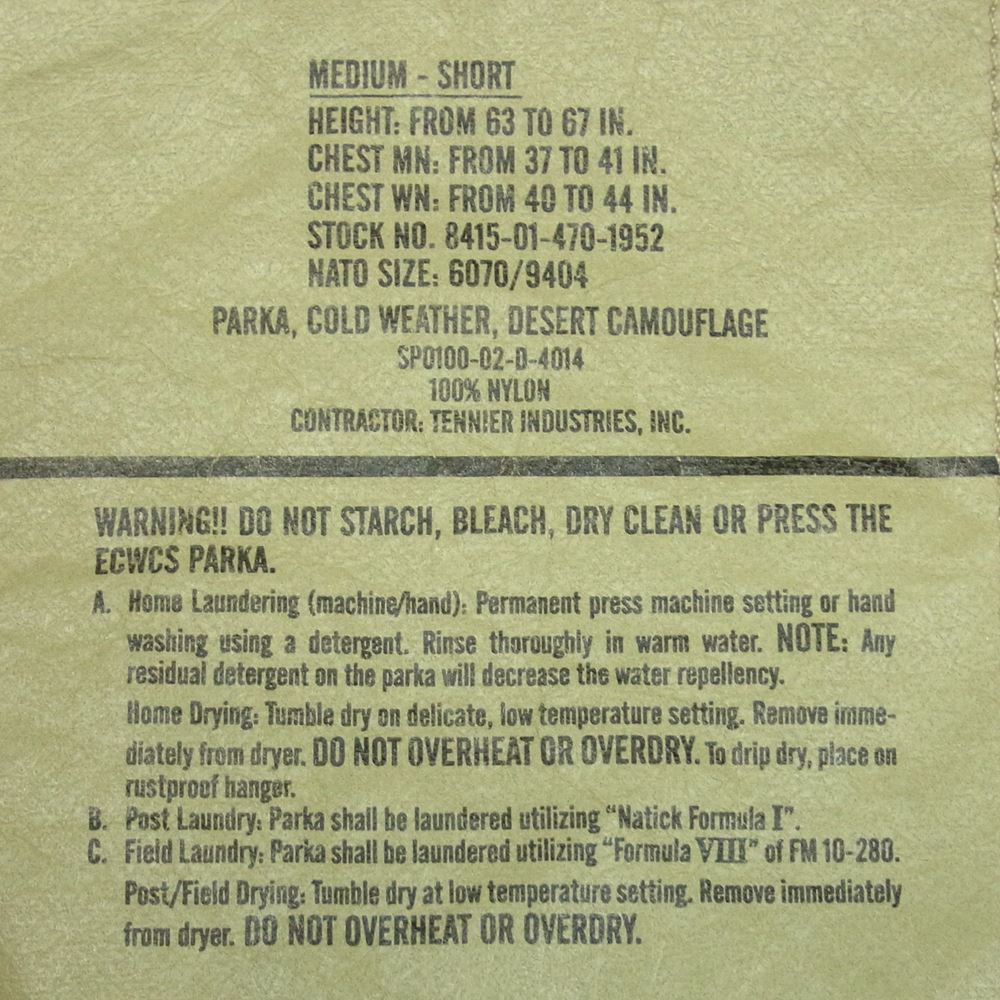 MEDIUM - SHORT
HEIGHT: FROM 63 TO 67 IN.
CHEST MN: FROM 37 TO 41 IN.
CHEST WN: FROM 40 TO 44 IN.
STOCK NO. 8415-01-470-1952
NATO SIZE: 6070/9404
PARKA, COLD WEATHER, DESERT CAMOUFLAGE
SPO100-02-D-4014
100% NYLON
CONTRACTOR: TENNIER INDUSTRIES, INC.
WARNING!! DO NOT STARCH, BLEACH, DRY CLEAN OR PRESS THE
ECWCS PARKA.
A. Home Laundering (machine/hand): Permanent press machine setting or hand
washing using a detergent. Rinse thoroughly in warm water. NOTE: Any
residual detergent on the parka will decrease the water repellency.
Home Drying: Tumble dry on delicate, low temperature setting. Remove imme-
diately from dryer. DO NOT OVERHEAT OR OVERDRY. To drip dry, place on
rustproof hanger.
B. Post Laundry: Parka shall be laundered utilizing “Natick Formula I”.
C. Field Laundry: Parka shall be laundered utilizing “Formula VIII” of FM 10-280.
Post/Field Drying: Tumble dry at low temperature setting. Remove immediately
from dryer. DO NOT OVERHEAT OR OVERDRY.